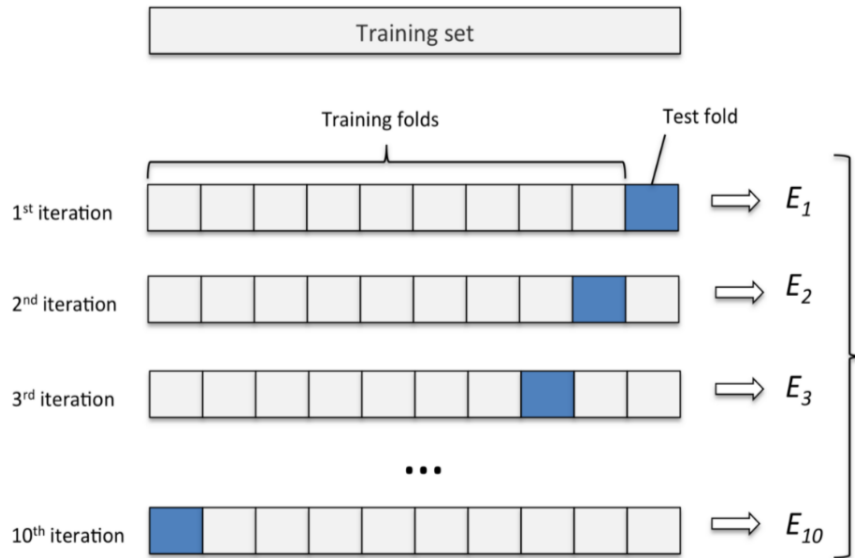 Training set
Training folds
Test fold
1st iteration
E1
2nd iteration
E2
3rd iteration
E3
...
10th iteration
E10